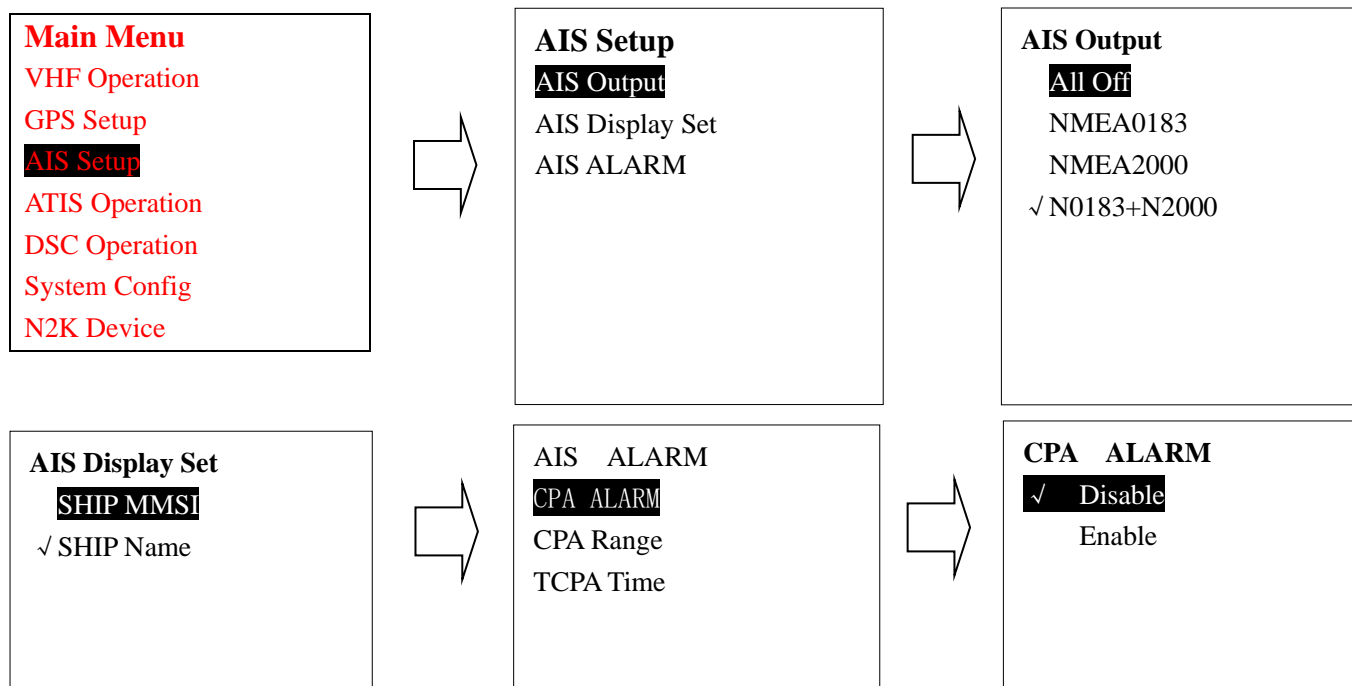 Main Menu
VHF Operation
GPS Setup
AIS Setup
ATIS Operation
DSC Operation
System Config
N2K Device
AIS Setup
AIS Output
AIS Display Set
AIS ALARM
AIS Output
All Off
NMEA0183
NMEA2000
√ N0183+N2000
AIS Display Set
SHIP MMSI
√ SHIP Name
AIS ALARM
CPA ALARM
CPA Range
TCPA Time
CPA ALARM
√ Disable
Enable